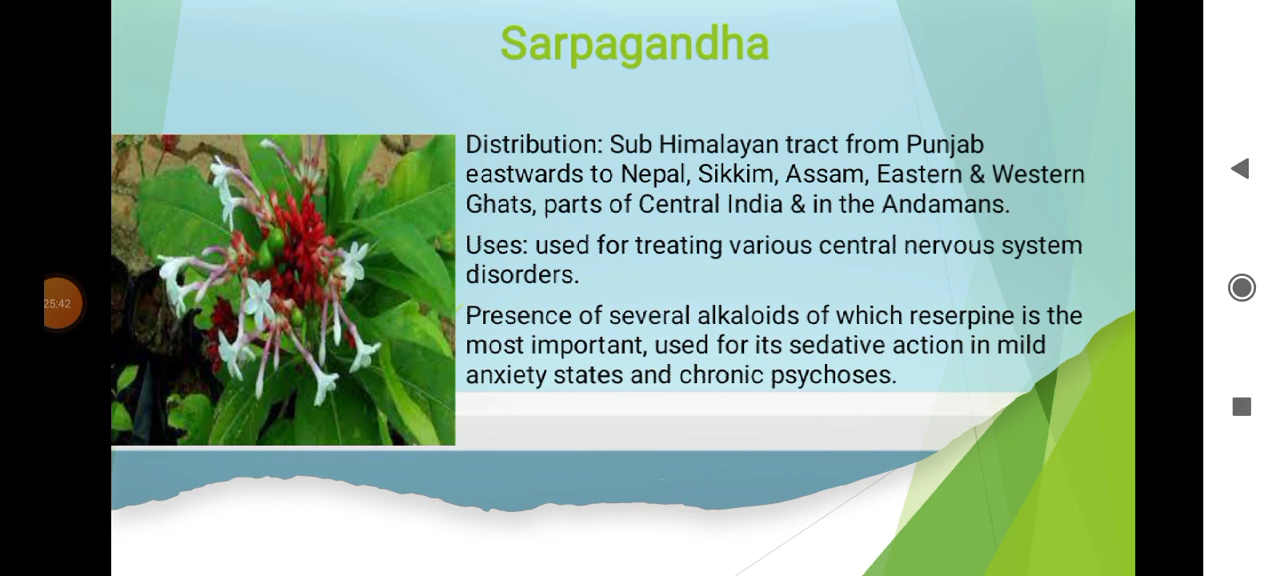 Sarpagandha
Distribution: Sub Himalayan tract from Punjab
eastwards to Nepal, Sikkim, Assam, Eastern & Western
Ghats, parts of Central India & in the Andamans.
Uses: used for treating various central nervous system
disorders.
Presence of several alkaloids of which reserpine is the
most important, used for its sedative action in mild
anxiety states and chronic psychoses.
25:42